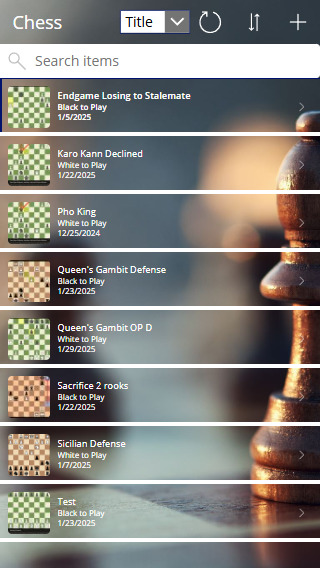 Chess
Title
Search items
Endgame Losing to Stalemate
Black to Play
1/5/2025
Karo Kann Declined
White to Play
1/22/2025
Pho King
White to Play
12/25/2024
Queen's Gambit Defense
Black to Play
1/23/2025
Queen's Gambit OP D
White to Play
1/29/2025
Sacrifice 2 rooks
Black to Play
1/22/2025
Sicilian Defense
White to Play
1/7/2025
Test
Black to Play
1/23/2025